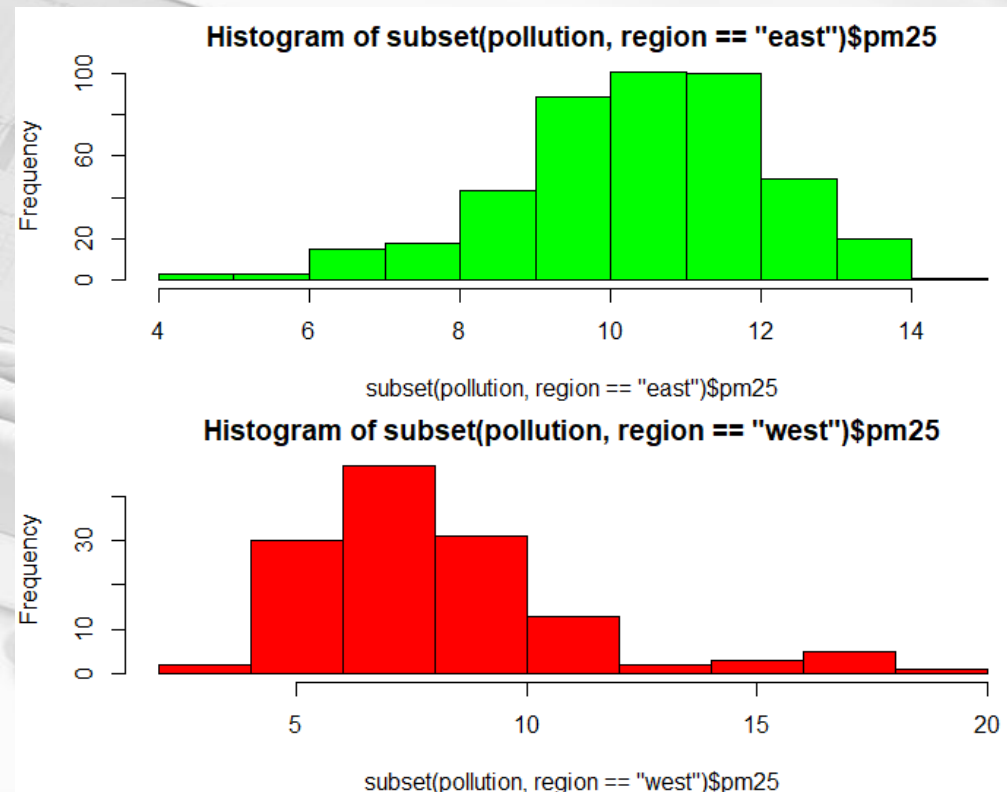 Histogram of subset(pollution, region == "east")$pm25
Frequency
100
60
20
0
4 6 8 10 12 14
subset(pollution, region == "east")$pm25
Histogram of subset(pollution, region == "west")$pm25
Frequency
30
10
0
5 10 15 20
subset(pollution, region == "west")$pm25